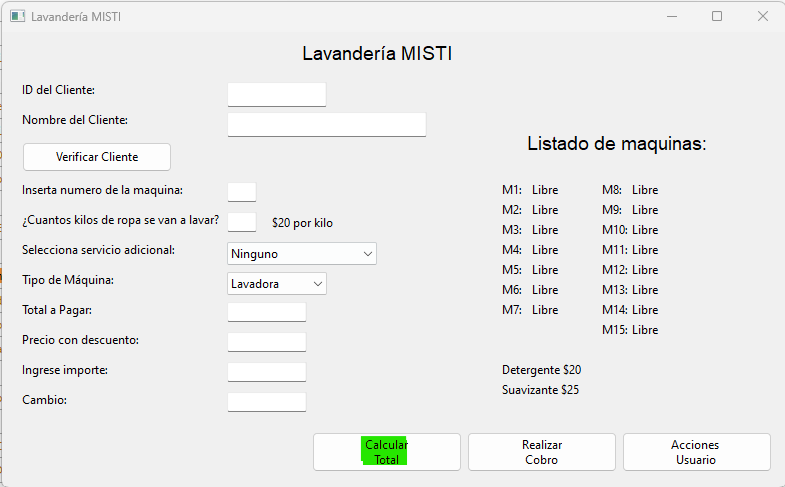 Lavandería MISTI
Lavandería MISTI
ID del Cliente:
Nombre del Cliente:
Verificar Cliente
Inserta numero de la maquina:
¿Cuantos kilos de ropa se van a lavar? $20 por kilo
Selecciona servicio adicional: Ninguno
Tipo de Máquina: Lavadora
Total a Pagar:
Precio con descuento:
Ingrese importe:
Cambio:
Listado de maquinas:
M1: Libre M8: Libre
M2: Libre M9: Libre
M3: Libre M10: Libre
M4: Libre M11: Libre
M5: Libre M12: Libre
M6: Libre M13: Libre
M7: Libre M14: Libre
M15: Libre
Detergente $20
Suavizante $25
Calcular
Total
Realizar
Cobro
Acciones
Usuario